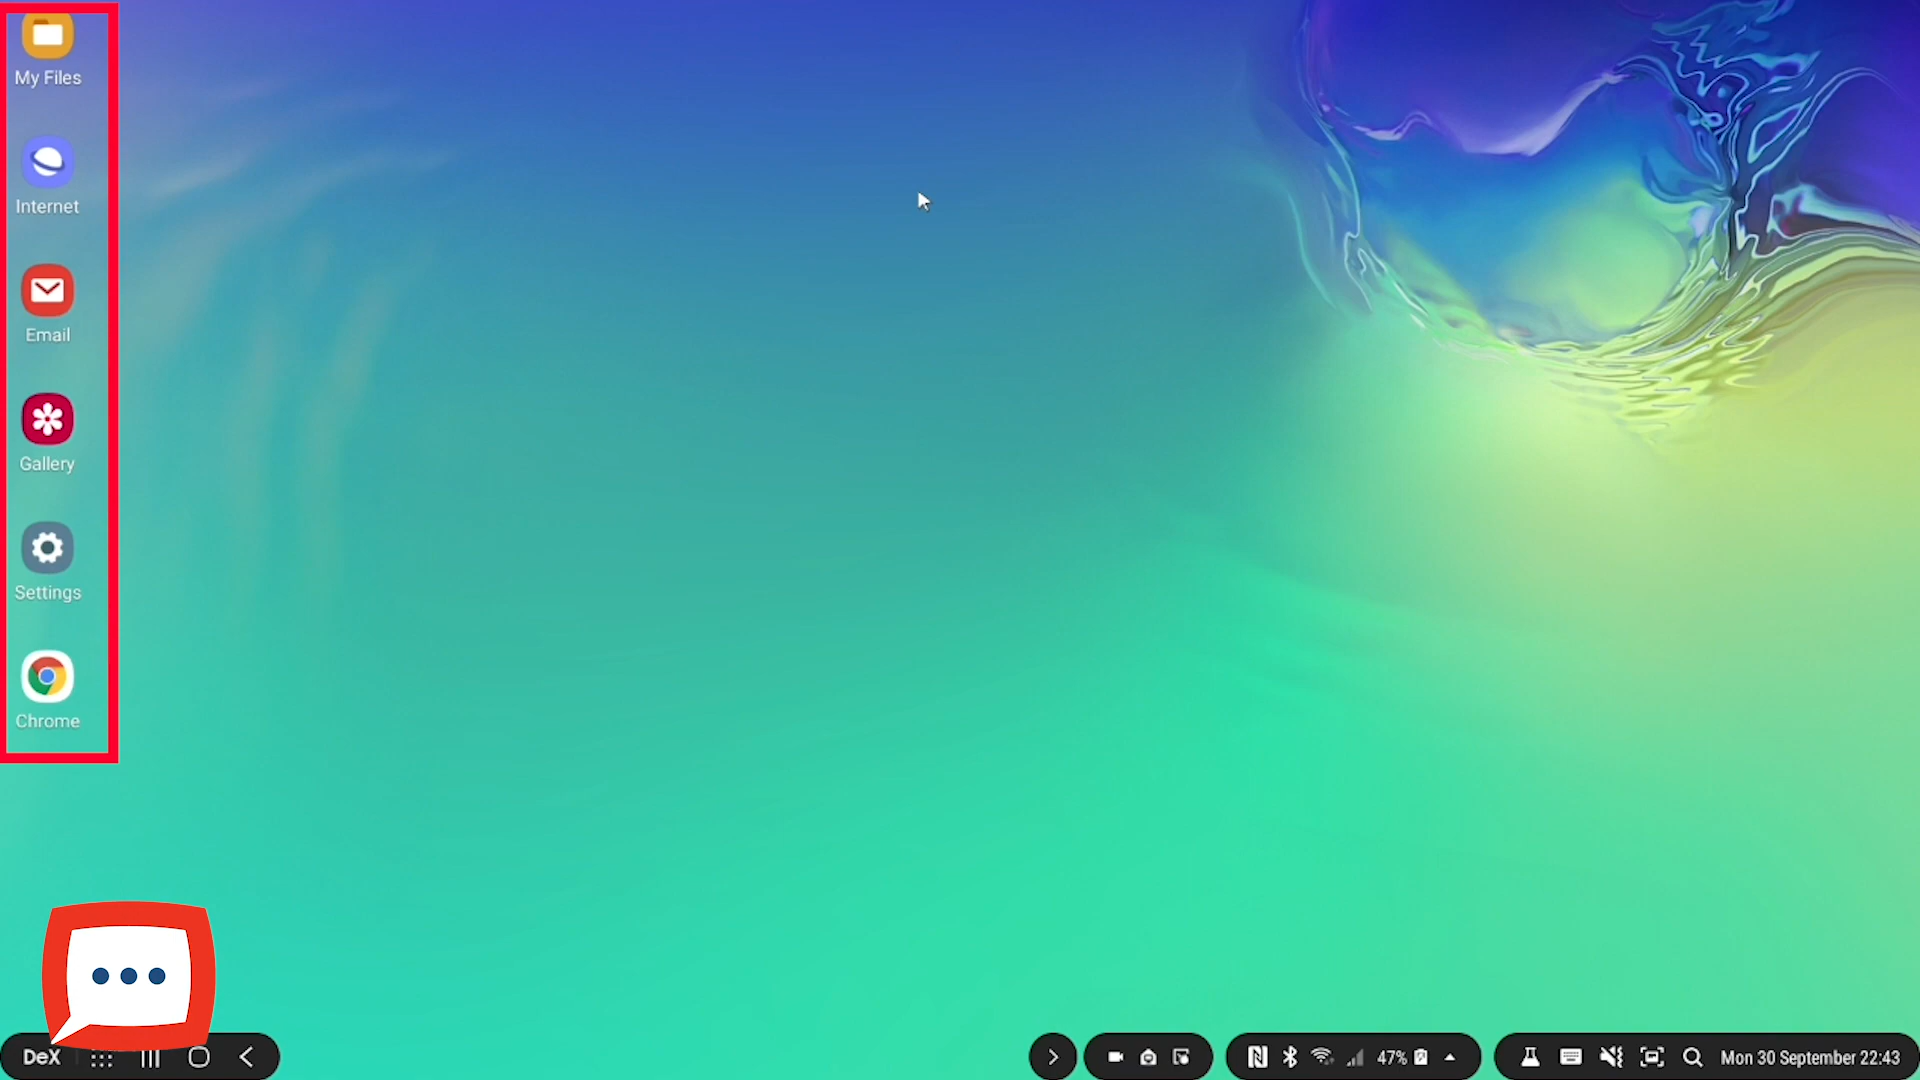 My Files
Internet
Email
Gallery
Settings
Chrome
DeX
47%
Mon 30 September 22:43